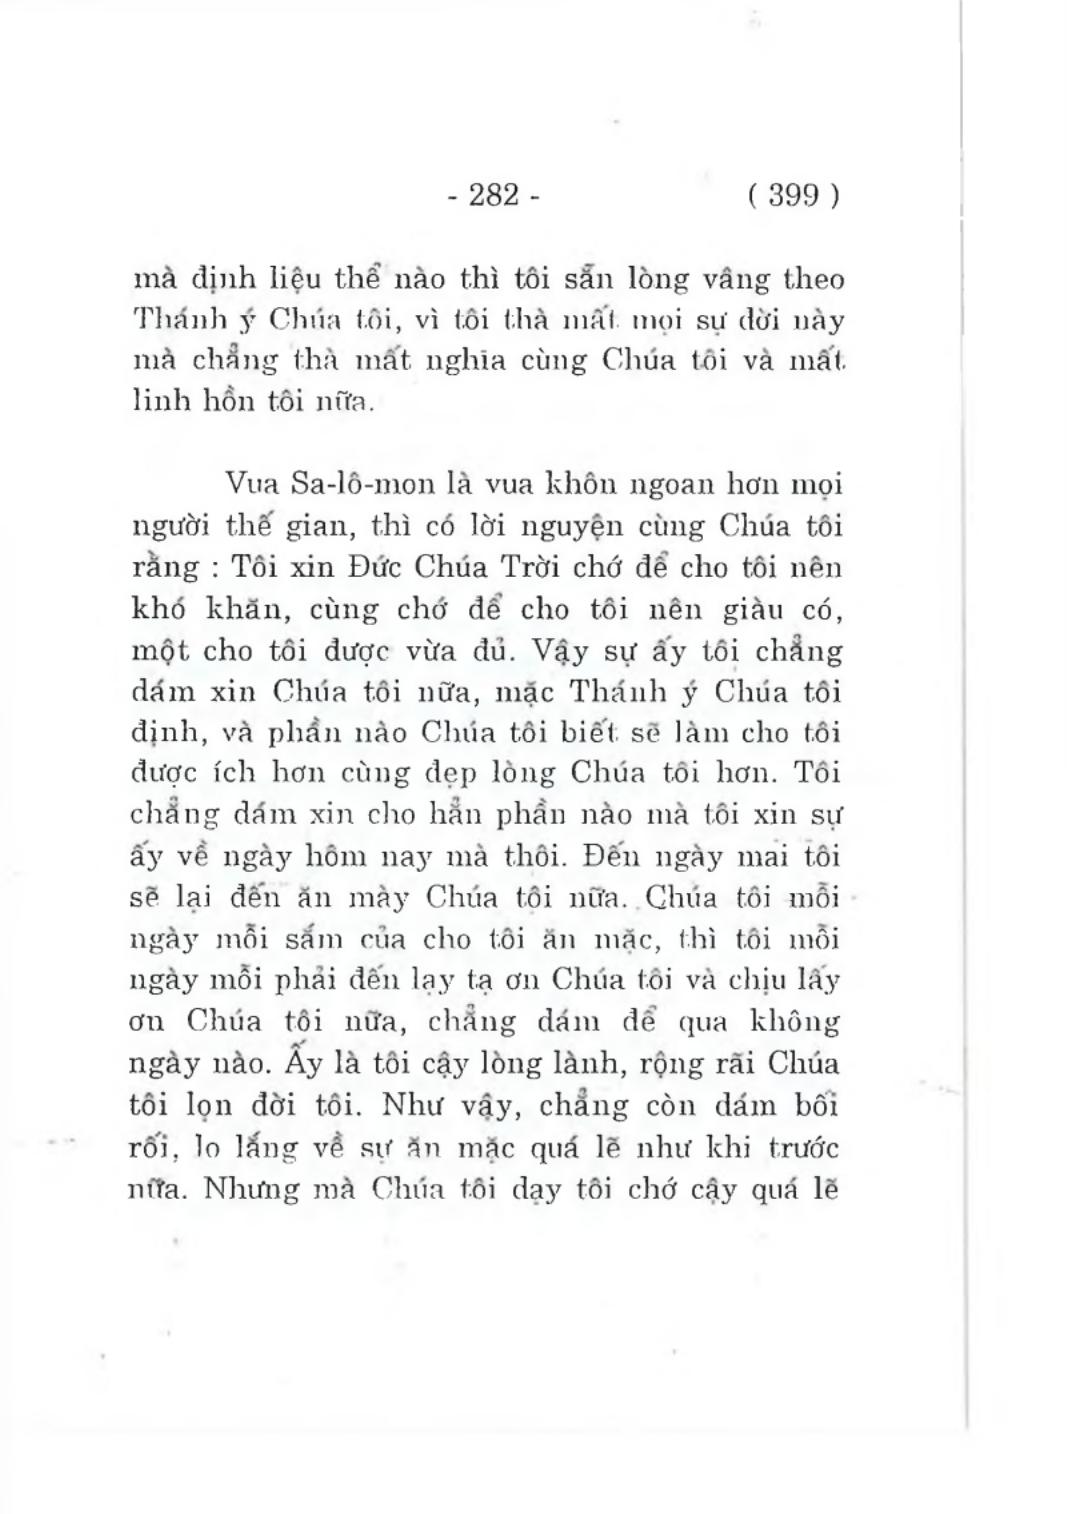 - 282 - ( 399 )
mà định liệu thể nào thì tôi sẵn lòng vâng theo
Thánh ý Chúa tôi, vì tôi thà mất mọi sự đời này
mà chẳng thà mất nghĩa cùng Chúa tôi và mất
linh hồn tôi nữa.
Vua Sa-lô-mon là vua khôn ngoan hơn mọi
người thế gian, thì có lời nguyện cùng Chúa tôi
rằng : Tôi xin Đức Chúa Trời chớ để cho tôi nên
khó khăn, cùng chớ để cho tôi nên giàu có,
một cho tôi được vừa đủ. Vậy sự ấy tôi chẳng
dám xin Chúa tôi nữa, mặc Thánh ý Chúa tôi
định, và phần nào Chúa tôi biết sẽ làm cho tôi
được ích hơn cùng đẹp lòng Chúa tôi hơn. Tôi
chẳng dám xin cho hẳn phần nào mà tôi xin sự
ấy về ngày hôm nay mà thôi. Đến ngày mai tôi
sẽ lại đến ăn mày Chúa tôi nữa. Chúa tôi mỗi
ngày mỗi sắm của cho tôi ăn mặc, thì tôi mỗi
ngày mỗi phải đến lạy tạ ơn Chúa tôi và chịu lấy
ơn Chúa tôi nữa, chẳng dám để qua không
ngày nào. Ấy là tôi cậy lòng lành, rộng rãi Chúa
tôi lọn đời tôi. Như vậy, chẳng còn dám bối
rối, lo lắng về sự ăn mặc quá lẽ như khi trước
nữa. Nhưng mà Chúa tôi dạy tôi chớ cậy quá lẽ